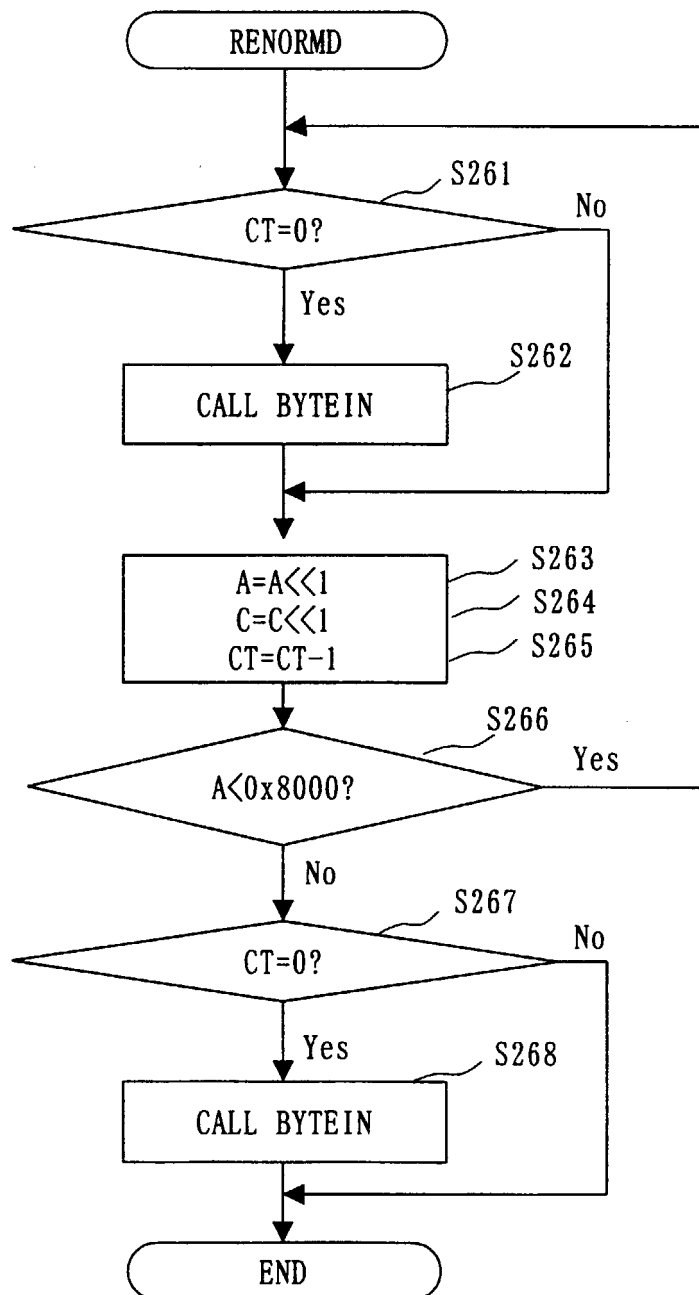 RENORMD
S261
CT=0?
No
Yes
S262
CALL BYTEIN
A=A<<1
S263
C=C<<1
S264
CT=CT-1
S265
S266
A<0x8000?
Yes
No
S267
CT=0?
No
Yes
S268
CALL BYTEIN
END